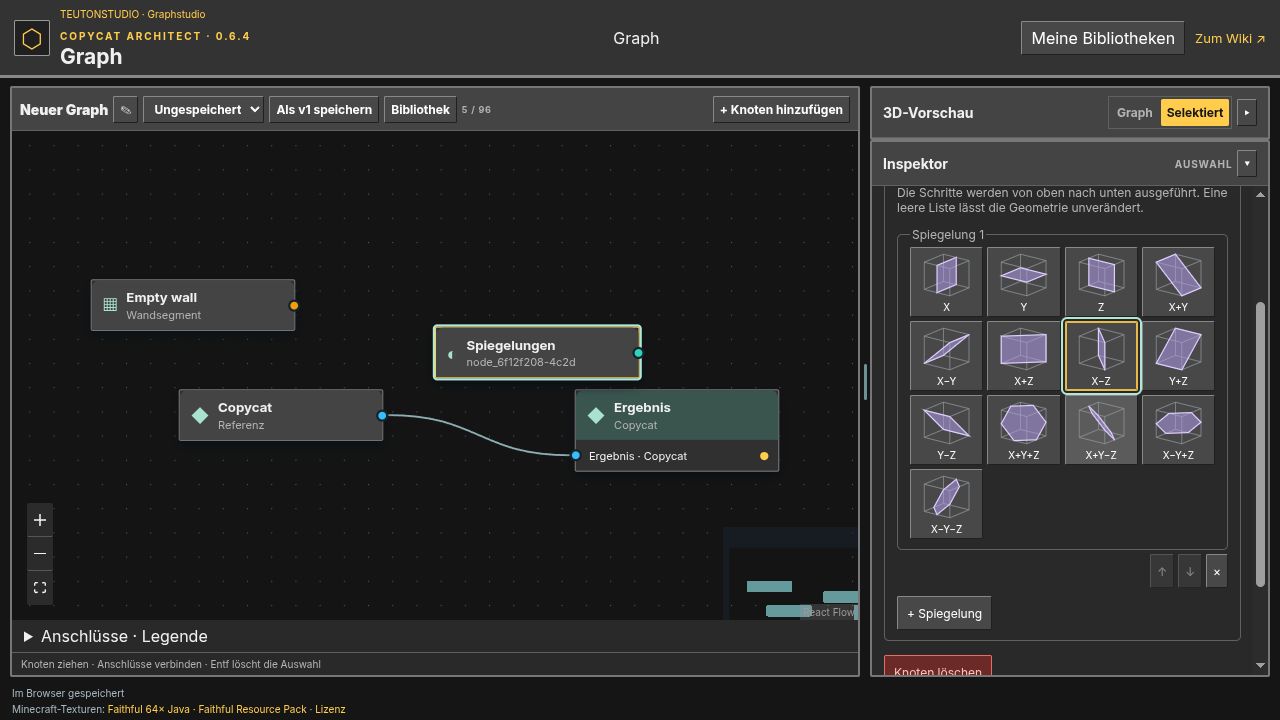 TEUTONSTUDIO · Graphstudio
COPYCAT ARCHITECT · 0.6.4
Graph
Graph
Meine Bibliotheken
Zum Wiki ↗
Neuer Graph
✎
Ungespeichert
Als v1 speichern
Bibliothek
5 / 96
+ Knoten hinzufügen
Empty wall
Wandsegment
Spiegelungen
node_6f12f208-4c2d
Copycat
Referenz
Ergebnis
Copycat
Ergebnis · Copycat
React Flow
▶ Anschlüsse · Legende
Knoten ziehen · Anschlüsse verbinden · Entf löscht die Auswahl
3D-Vorschau
Graph
Selektiert
Inspektor
AUSWAHL
Die Schritte werden von oben nach unten ausgeführt. Eine
leere Liste lässt die Geometrie unverändert.
Spiegelung 1
X
Y
Z
X+Y
X−Y
X+Z
X−Z
Y+Z
Y−Z
X+Y+Z
X+Y−Z
X−Y+Z
X−Y−Z
↑ ↓ ×
+ Spiegelung
Knoten löschen
Im Browser gespeichert
Minecraft-Texturen: Faithful 64× Java · Faithful Resource Pack · Lizenz